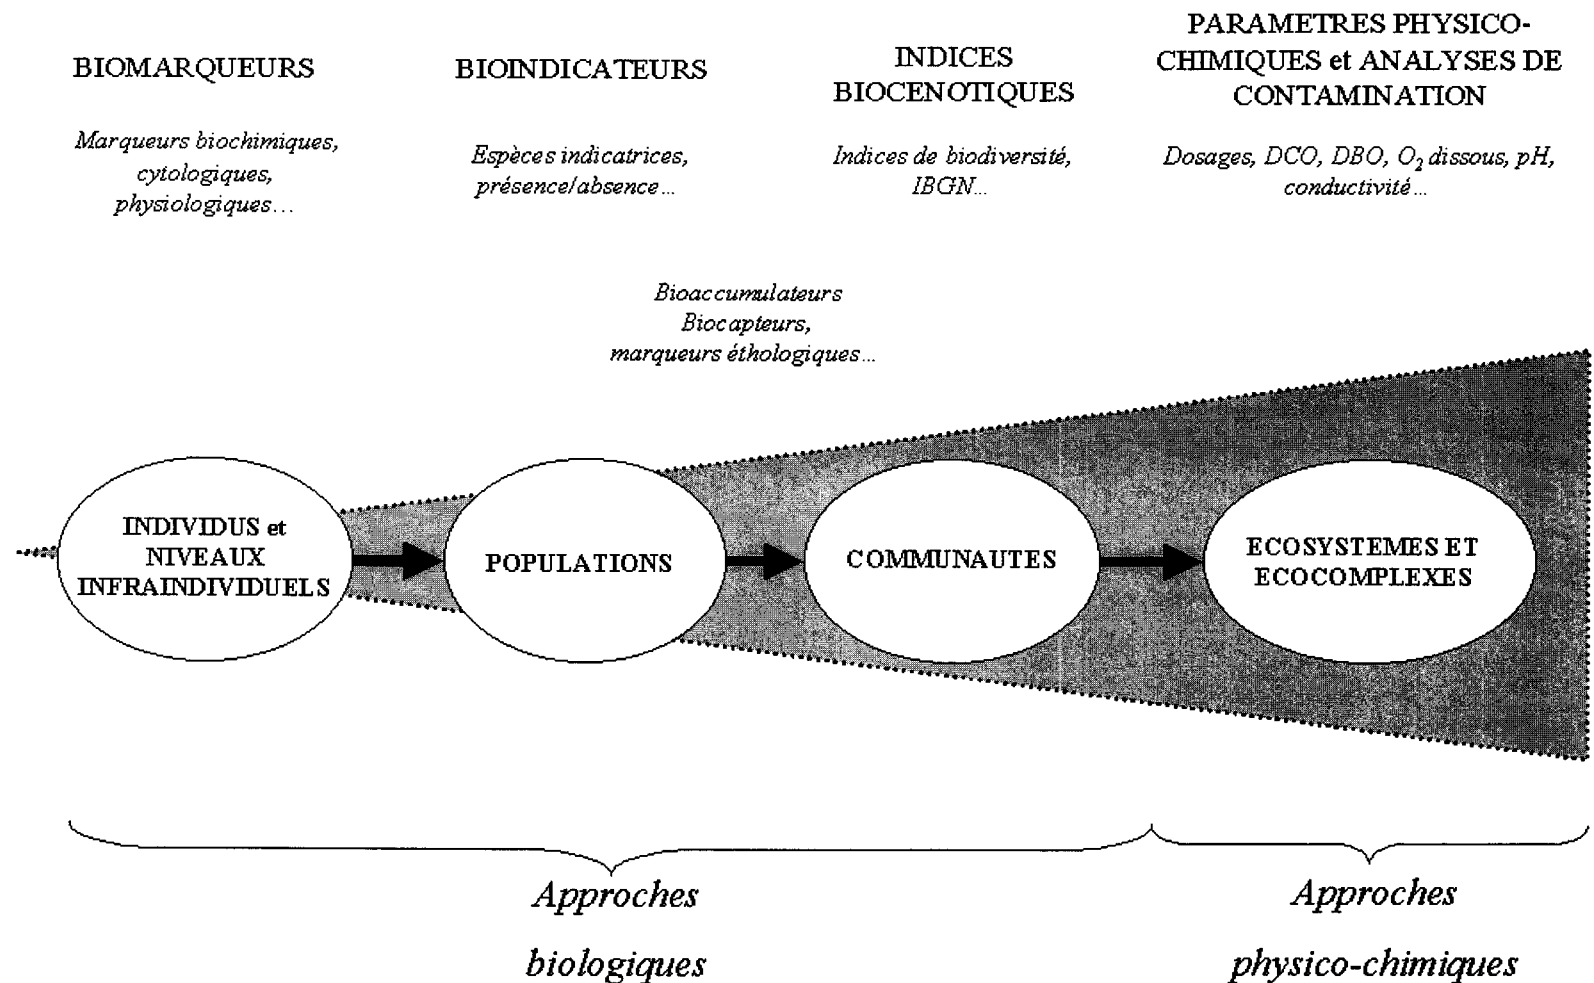 BIOMARQUEURS
Marqueurs biochimiques,
cytologiques,
physiologiques...
BIOINDICATEURS
Espèces indicatrices,
présence/absence...
INDICES
BIOCENOTIQUES
Indices de biodiversité,
IBGN...
PARAMETRES PHYSICO-
CHIMIQUES et ANALYSES DE
CONTAMINATION
Dosages, DCO, DBO, O2 dissous, pH,
conductivité...
Bioaccumulateurs
Biocapteurs,
marqueurs éthologiques...
INDIVIDUS et
NIVEAUX
INFRAINDIVIDUELS
POPULATIONS
COMMUNAUTES
ECOSYSTEMES ET
ECOCOMPLEXES
Approches
biologiques
Approches
physico-chimiques